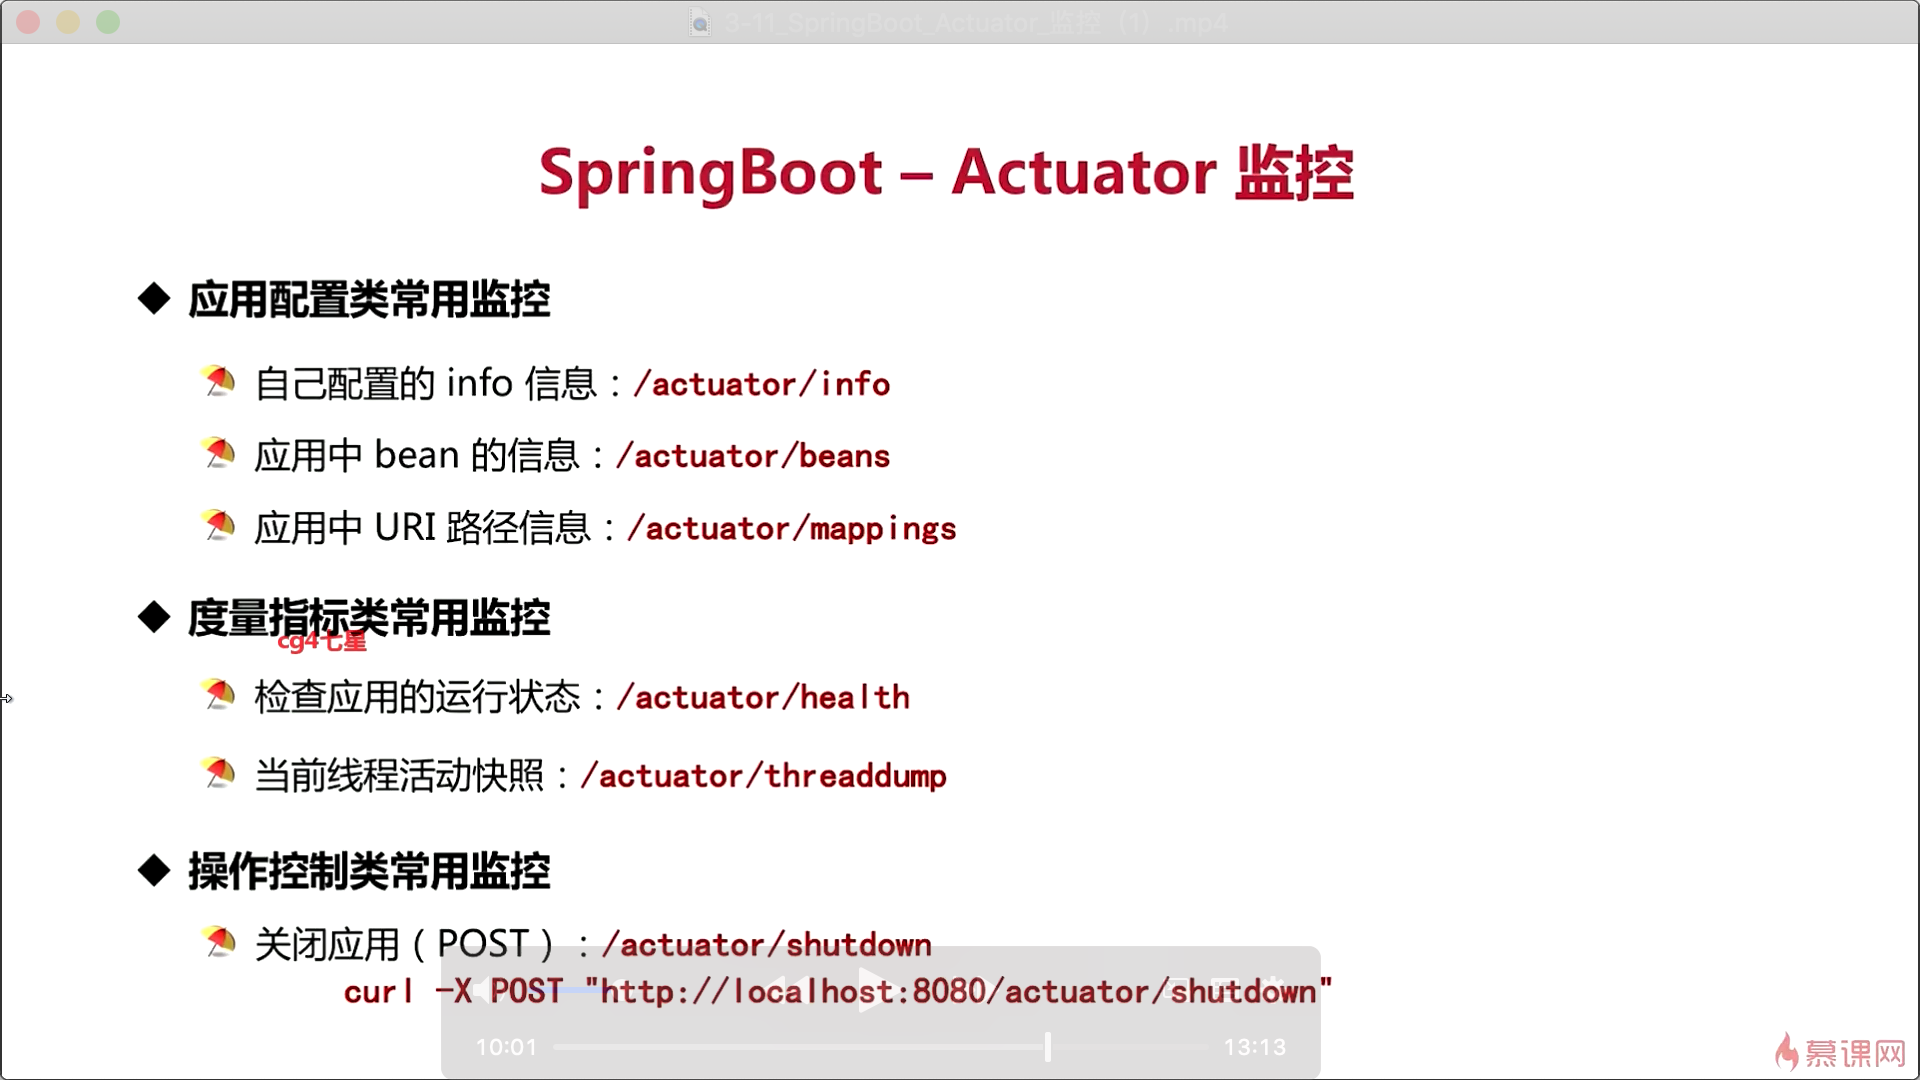 3-11_SpringBoot_Actuator_监控（1）.mp4
SpringBoot – Actuator 监控
◆ 应用配置类常用监控
自己配置的 info 信息：/actuator/info
应用中 bean 的信息：/actuator/beans
应用中 URI 路径信息：/actuator/mappings
◆ 度量指标类常用监控
cg4七星
检查应用的运行状态：/actuator/health
当前线程活动快照：/actuator/threaddump
◆ 操作控制类常用监控
关闭应用（POST）：/actuator/shutdown
curl -X POST "http://localhost:8080/actuator/shutdown"
10:01
13:13
慕课网